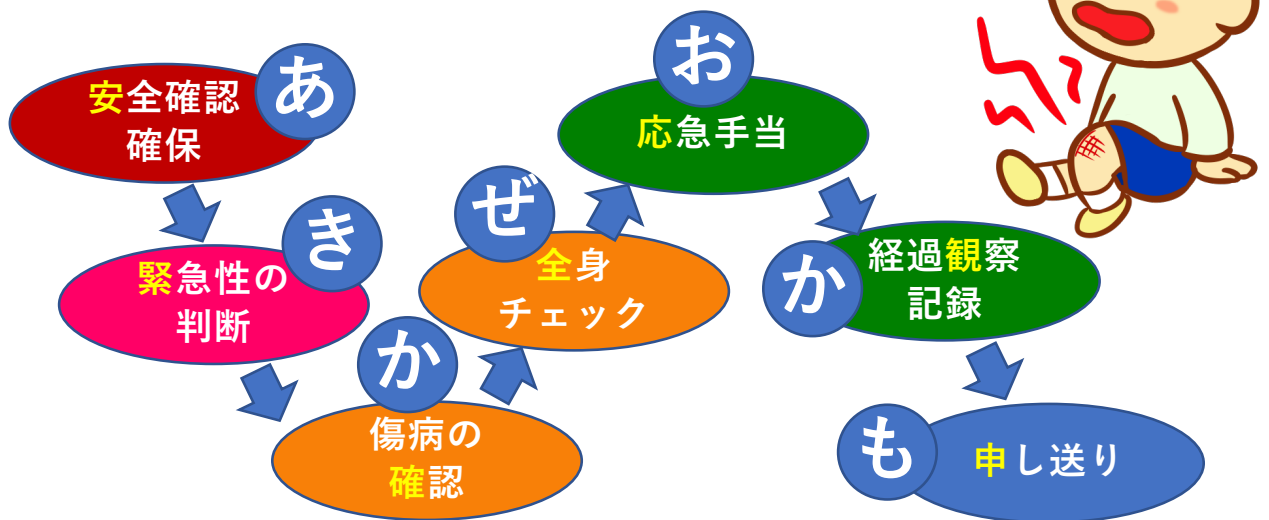 あ
安全確認
確保
き
緊急性の
判断
か
傷病の
確認
ぜ
全身
チェック
お
応急手当
か
経過観察
記録
も
申し送り